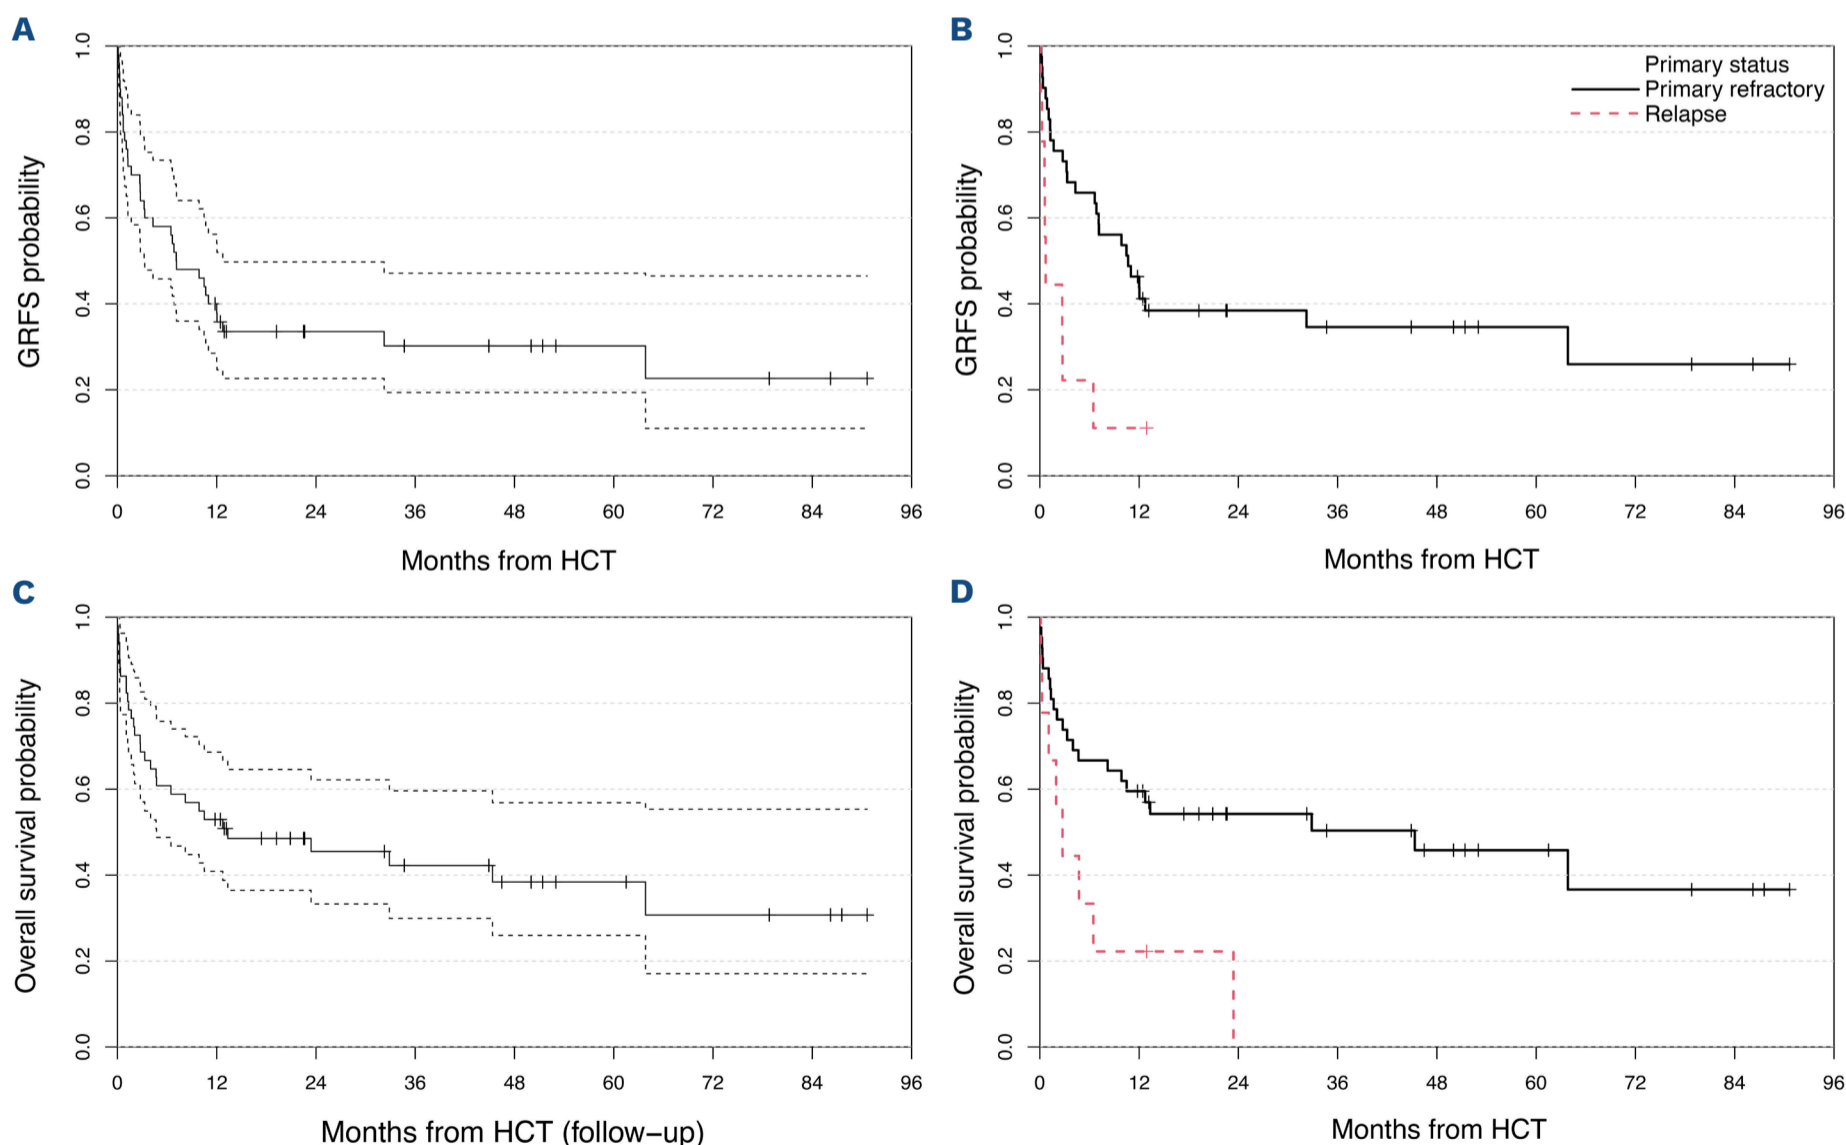 A
GRFS probability
1.0
0.8
0.6
0.4
0.2
0.0
0 12 24 36 48 60 72 84 96
Months from HCT
B
GRFS probability
1.0
0.8
0.6
0.4
0.2
0.0
Primary status
Primary refractory
Relapse
0 12 24 36 48 60 72 84 96
Months from HCT
C
Overall survival probability
1.0
0.8
0.6
0.4
0.2
0.0
0 12 24 36 48 60 72 84 96
Months from HCT (follow–up)
D
Overall survival probability
1.0
0.8
0.6
0.4
0.2
0.0
0 12 24 36 48 60 72 84 96
Months from HCT